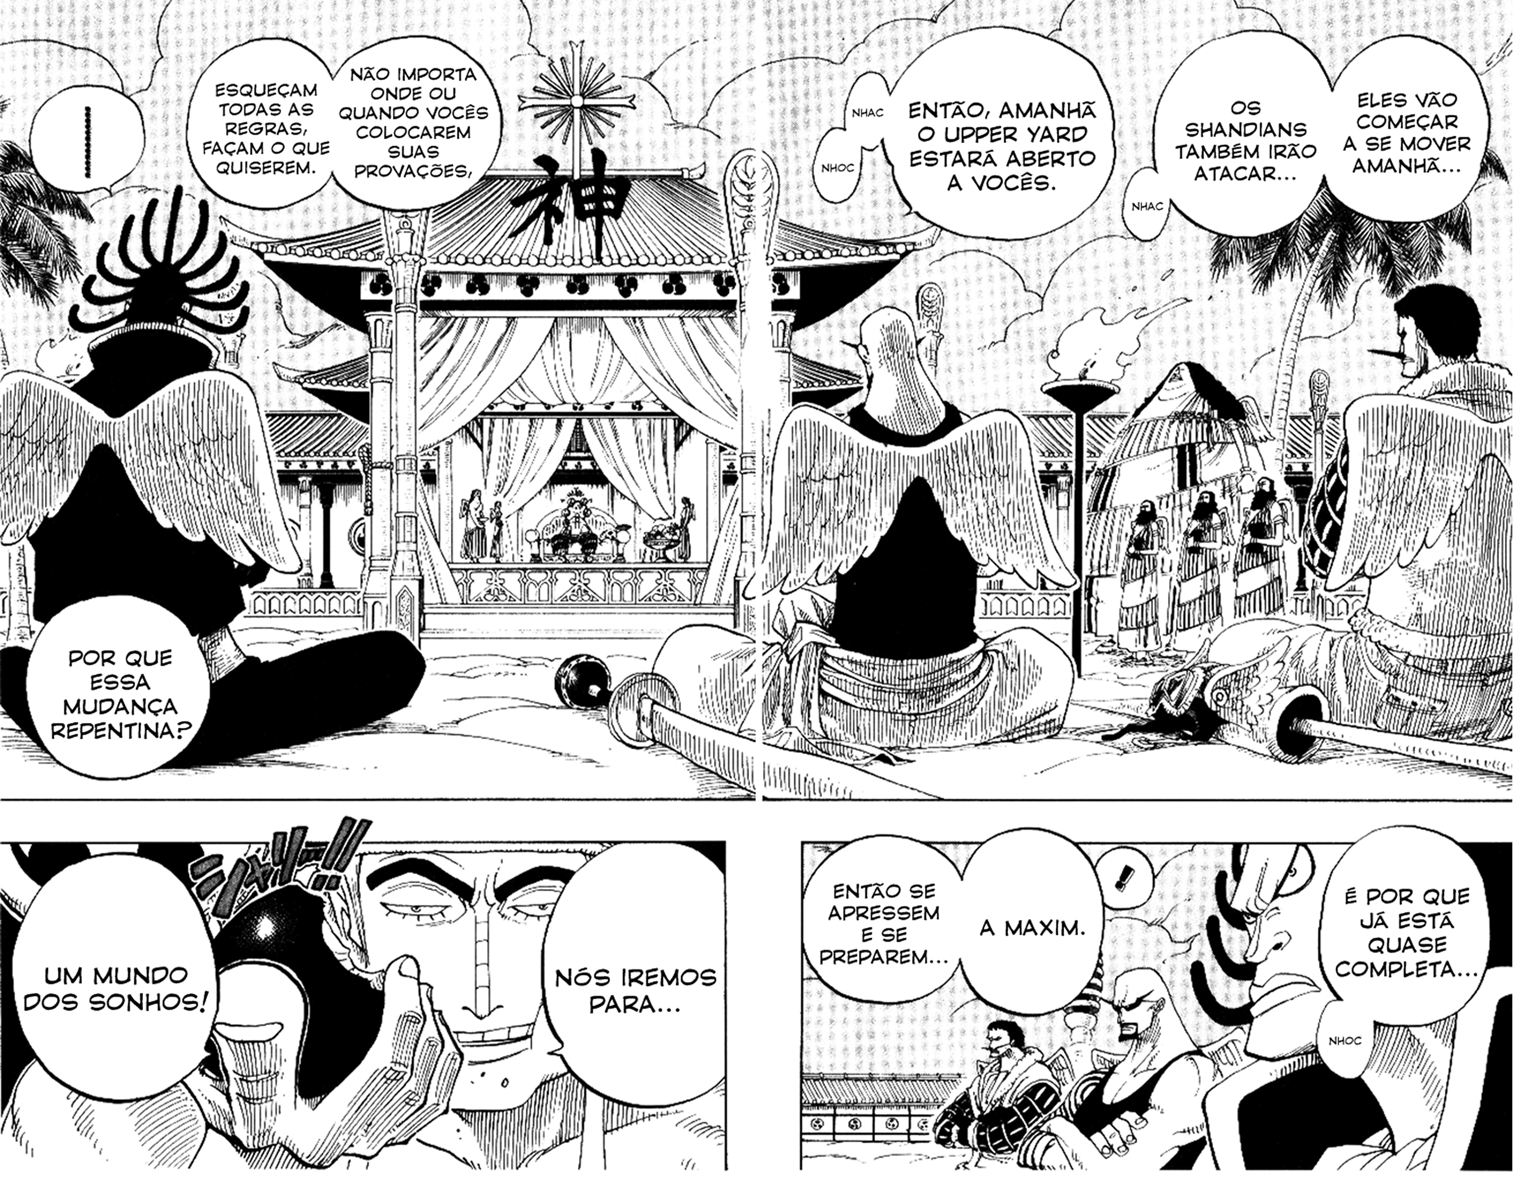 ELES VÃO
COMEÇAR
A SE MOVER
AMANHÃ...
OS
SHANDIANS
TAMBÉM IRÃO
ATACAR...
NHAC
ENTÃO, AMANHÃ
O UPPER YARD
ESTARÁ ABERTO
A VOCÊS.
NHAC
NHOC
神
NÃO IMPORTA
ONDE OU
QUANDO VOCÊS
COLOCAREM
SUAS
PROVAÇÕES,
ESQUEÇAM
TODAS AS
REGRAS,
FAÇAM O QUE
QUISEREM.
POR QUE
ESSA
MUDANÇA
REPENTINA?
É POR QUE
JÁ ESTÁ
QUASE
COMPLETA...
NHOC
!
A MAXIM.
ENTÃO SE
APRESSEM
E SE
PREPAREM...
NÓS IREMOS
PARA...
シャリ…!!
UM MUNDO
DOS SONHOS!